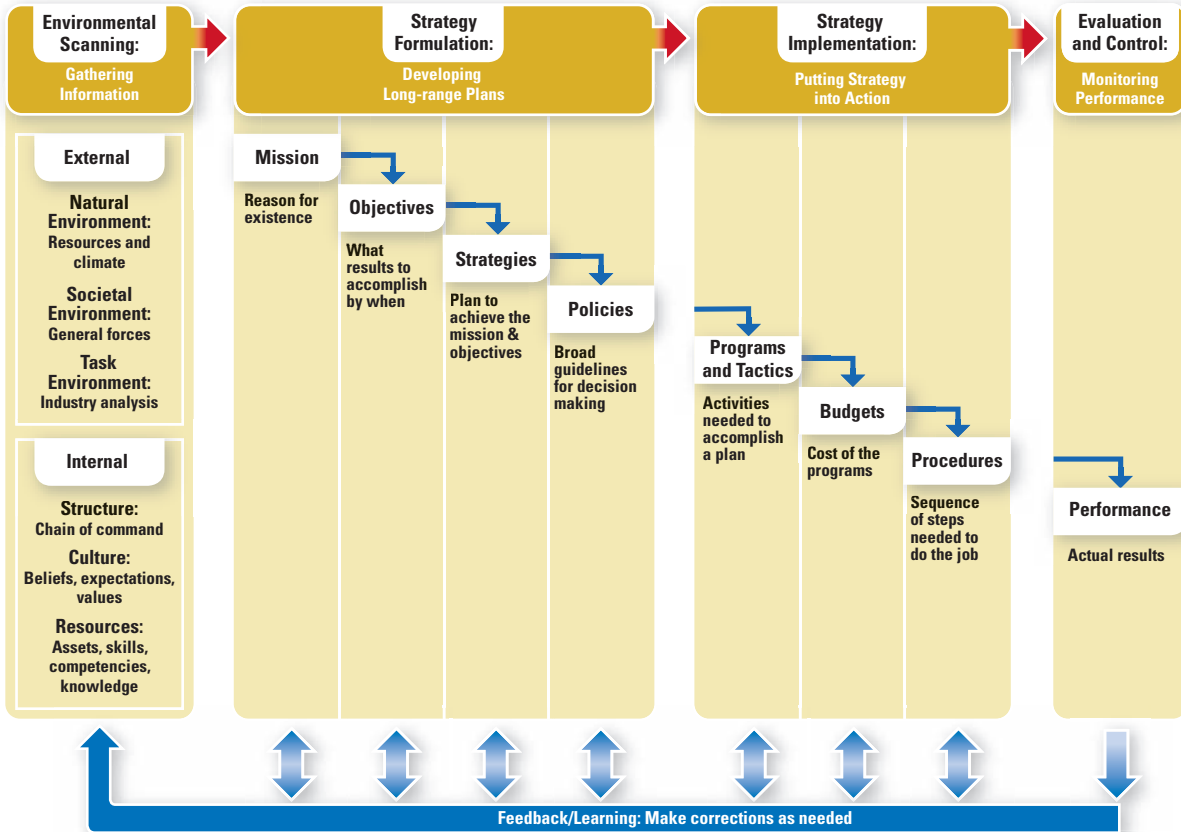 Environmental
Scanning:
Gathering
Information
Strategy
Formulation:
Developing
Long-range Plans
Strategy
Implementation:
Putting Strategy
into Action
Evaluation
and Control:
Monitoring
Performance
External
Natural
Environment:
Resources and
climate
Societal
Environment:
General forces
Task
Environment:
Industry analysis
Internal
Structure:
Chain of command
Culture:
Beliefs, expectations,
values
Resources:
Assets, skills,
competencies,
knowledge
Mission
Reason for
existence
Objectives
What
results to
accomplish
by when
Strategies
Plan to
achieve the
mission &
objectives
Policies
Broad
guidelines
for decision
making
Programs
and Tactics
Activities
needed to
accomplish
a plan
Budgets
Cost of the
programs
Procedures
Sequence
of steps
needed to
do the job
Performance
Actual results
Feedback/Learning: Make corrections as needed